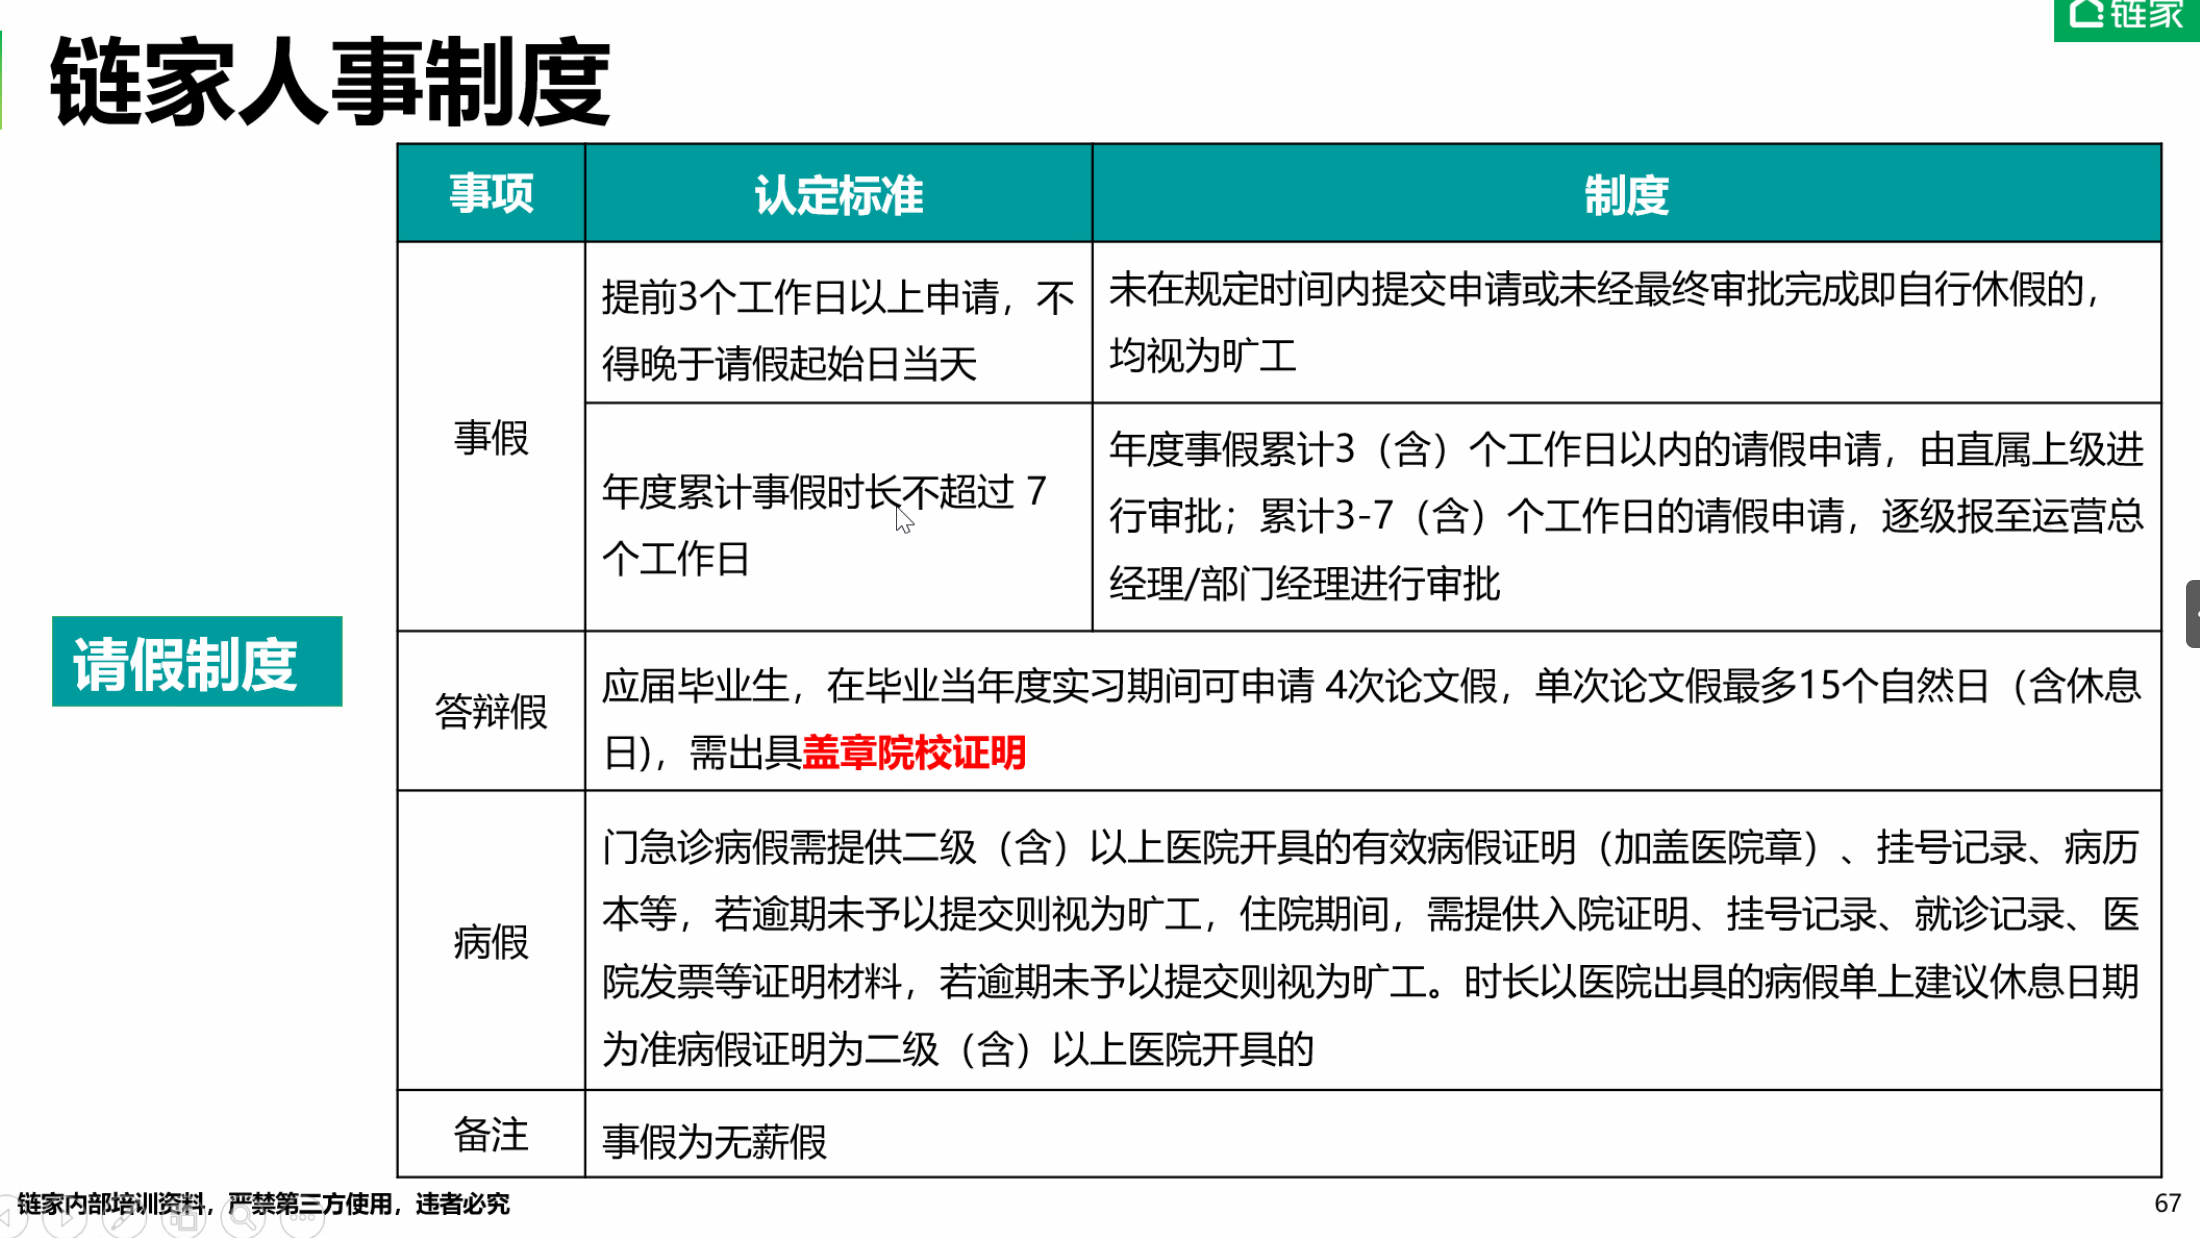 链家
链家人事制度
事项 认定标准 制度
事假
提前3个工作日以上申请，不
得晚于请假起始日当天
未在规定时间内提交申请或未经最终审批完成即自行休假的，
均视为旷工
年度累计事假时长不超过 7
个工作日
年度事假累计3（含）个工作日以内的请假申请，由直属上级进
行审批；累计3-7（含）个工作日的请假申请，逐级报至运营总
经理/部门经理进行审批
请假制度
答辩假
应届毕业生，在毕业当年度实习期间可申请 4次论文假，单次论文假最多15个自然日（含休息
日)，需出具盖章院校证明
病假
门急诊病假需提供二级（含）以上医院开具的有效病假证明（加盖医院章）、挂号记录、病历
本等，若逾期未予以提交则视为旷工，住院期间，需提供入院证明、挂号记录、就诊记录、医
院发票等证明材料，若逾期未予以提交则视为旷工。时长以医院出具的病假单上建议休息日期
为准病假证明为二级（含）以上医院开具的
备注
事假为无薪假
链家内部培训资料，严禁第三方使用，违者必究
67